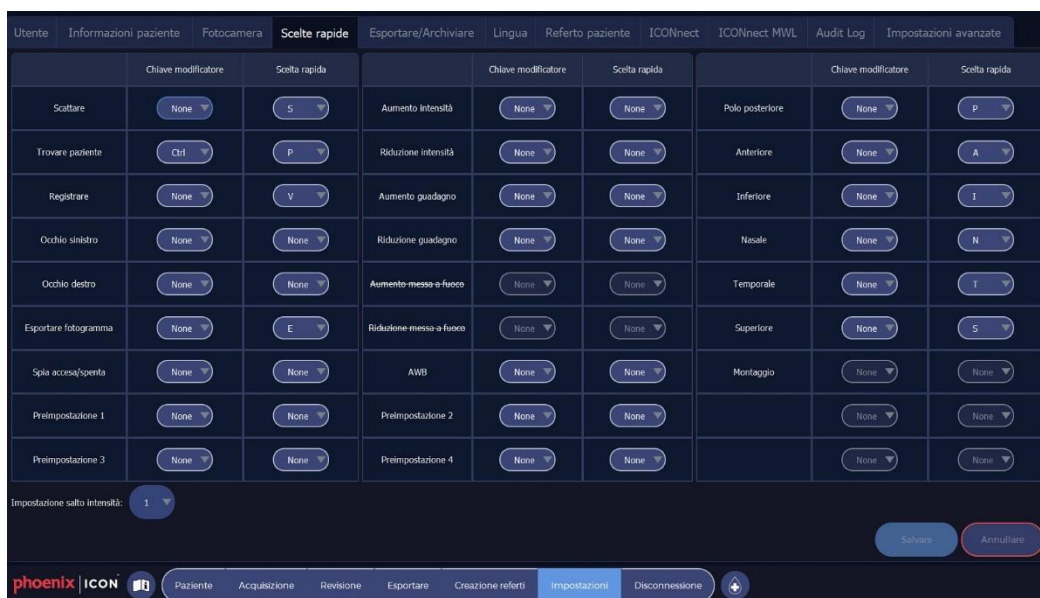 Utente Informazioni paziente Fotocamera Scelte rapide Esportare/Archiviare Lingua Referto paziente ICONnect ICONnect MWL Audit Log Impostazioni avanzate
Chiave modificatore Scelta rapida Chiave modificatore Scelta rapida Chiave modificatore Scelta rapida
Scattare None S Aumento intensità None None Polo posteriore None P
Trovare paziente Ctrl P Riduzione intensità None None Anteriore None A
Registrare None V Aumento guadagno None None Inferiore None I
Occhio sinistro None None Riduzione guadagno None None Nasale None N
Occhio destro None None Aumento messa a fuoco None None Temporale None T
Esportare fotogramma None E Riduzione messa a fuoco None None Superiore None S
Spia accesa/spenta None None AWB None None Montaggio None None
Preimpostazione 1 None None Preimpostazione 2 None None None None
Preimpostazione 3 None None Preimpostazione 4 None None None None
Impostazione salto intensità: 1
Salvare Annullare
phoenix ICON Paziente Acquisizione Revisione Esportare Creazione referti Impostazioni Disconnessione